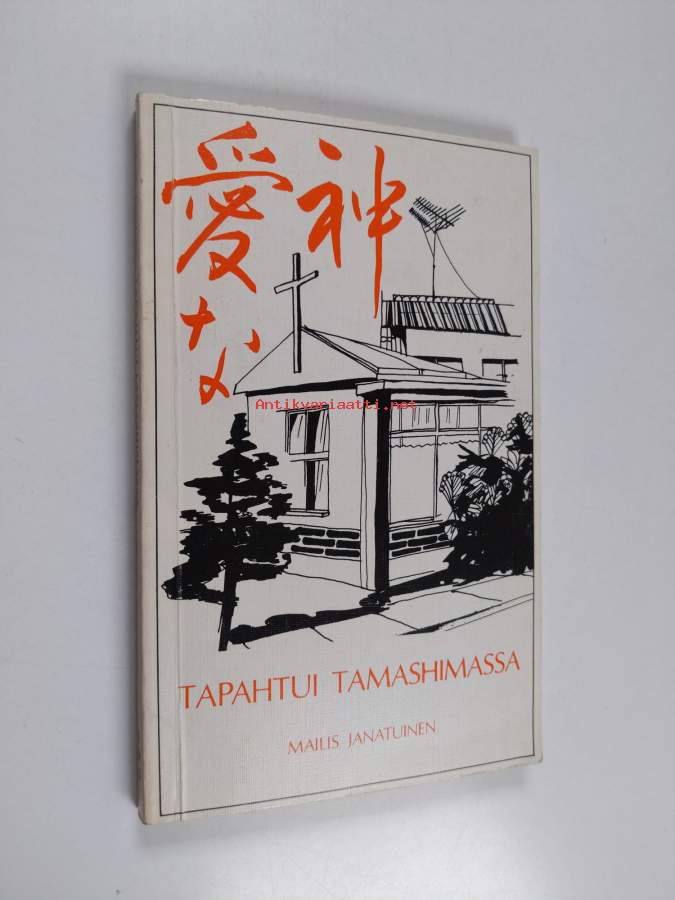 神
愛な
Antikvariaatti.net
TAPAHTUI TAMASHIMASSA
MAILIS JANATUINEN